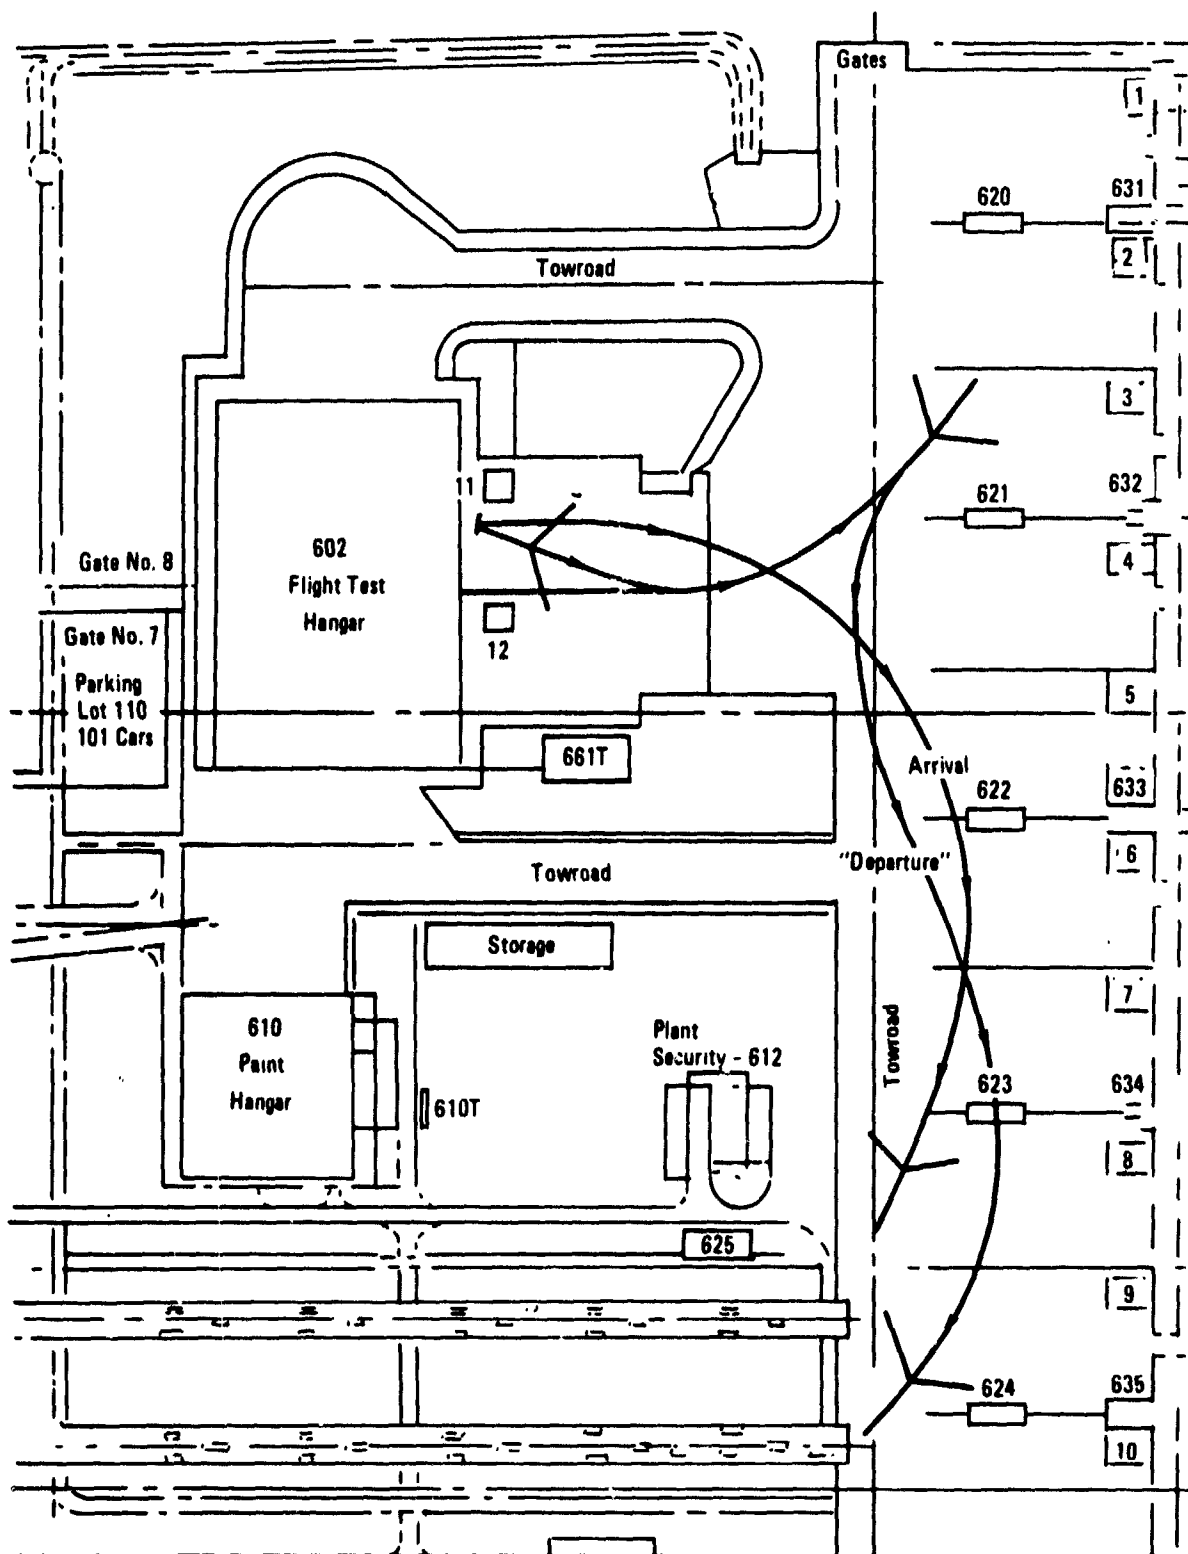 Gates
1
620
631
2
Towroad
3
11
621
632
602
Flight Test
Hangar
Gate No. 8
4
12
Gate No. 7
Parking
Lot 110
101 Cars
5
661T
Arrival
622
633
6
"Departure"
Towroad
Storage
7
610
Paint
Hangar
Plant
Security - 612
Towroad
610T
623
634
8
625
9
624
635
10